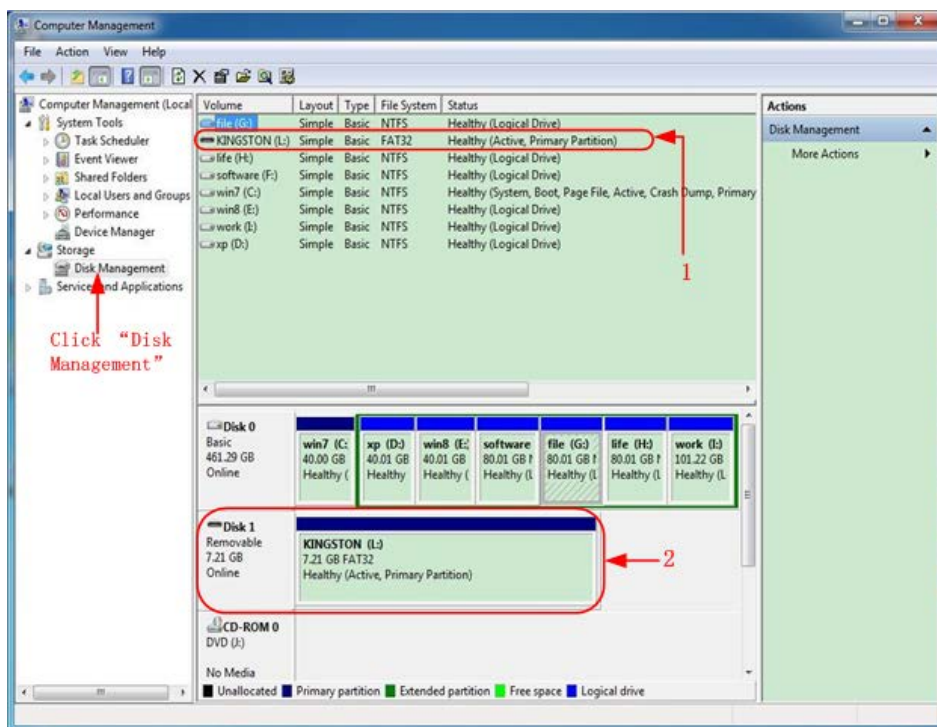 Computer Management
File Action View Help
Computer Management (Local
System Tools
Task Scheduler
Event Viewer
Shared Folders
Local Users and Groups
Performance
Device Manager
Storage
Disk Management
Services and Applications
Click “Disk
Management”
Volume Layout Type File System Status
file (G:) Simple Basic NTFS Healthy (Logical Drive)
KINGSTON (L:) Simple Basic FAT32 Healthy (Active, Primary Partition)
life (H:) Simple Basic NTFS Healthy (Logical Drive)
software (F:) Simple Basic NTFS Healthy (Logical Drive)
win7 (C:) Simple Basic NTFS Healthy (System, Boot, Page File, Active, Crash Dump, Primary
win8 (E:) Simple Basic NTFS Healthy (Logical Drive)
work (I:) Simple Basic NTFS Healthy (Logical Drive)
xp (D:) Simple Basic NTFS Healthy (Logical Drive)
1
Actions
Disk Management
More Actions
Disk 0
Basic
461.29 GB
Online
win7 (C:
40.00 GB
Healthy (
xp (D:)
40.01 GB
Healthy
win8 (E:
40.01 GB
Healthy (
software
80.01 GB N
Healthy (L
file (G:)
80.01 GB N
Healthy (L
life (H:)
80.01 GB N
Healthy (L
work (I:)
101.22 GB
Healthy (L
Disk 1
Removable
7.21 GB
Online
KINGSTON (L:)
7.21 GB FAT32
Healthy (Active, Primary Partition)
2
CD-ROM 0
DVD (J:)
No Media
Unallocated Primary partition Extended partition Free space Logical drive